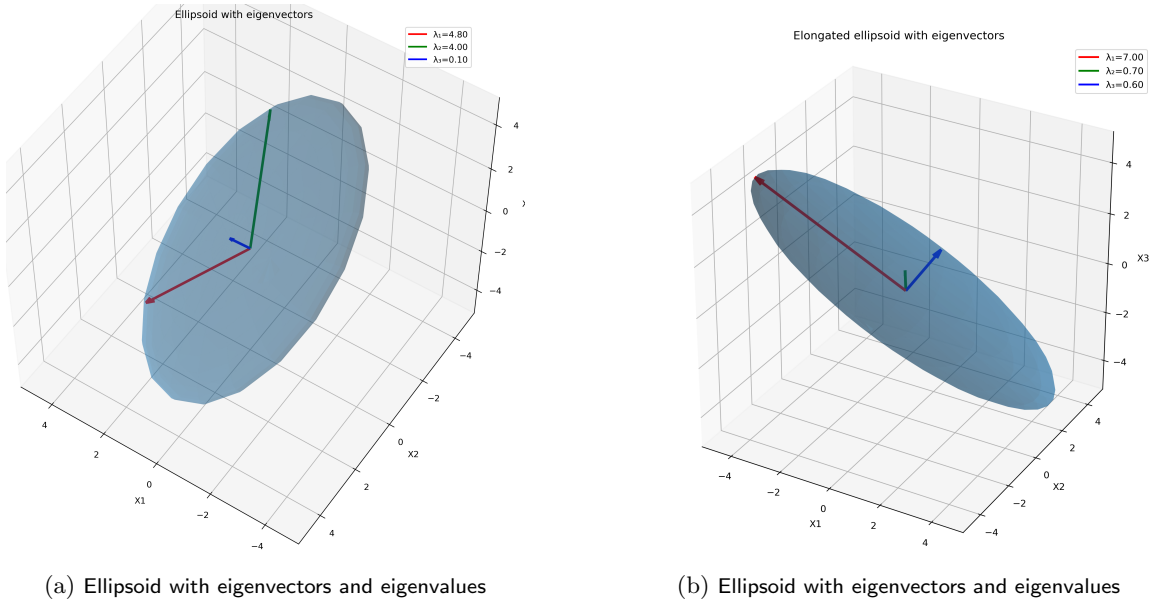 Ellipsoid with eigenvectors
λ₁=4.80
λ₂=4.00
λ₃=0.10
4
2
0
−2
−4
−4
−2
0
2
4
X2
4
2
0
−2
−4
X1
Elongated ellipsoid with eigenvectors
λ₁=7.00
λ₂=0.70
λ₃=0.60
4
2
0
−2
−4
X3
4
2
0
−2
−4
X2
−4
−2
0
2
4
X1
(a) Ellipsoid with eigenvectors and eigenvalues
(b) Ellipsoid with eigenvectors and eigenvalues